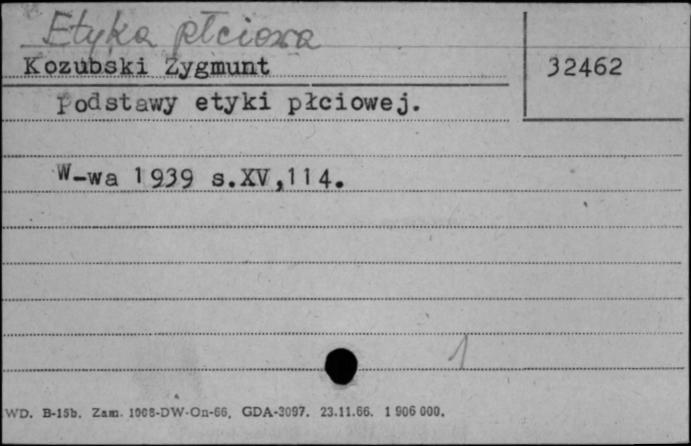 Etyka płciowa
Kozubski Zygmunt
32462
Podstawy etyki płciowej.
W-wa 1939 s.XV,114.
1
WD. B-15b. Zam. 1068-DW-On-66. GDA-3097. 23.11.66. 1 906 000.